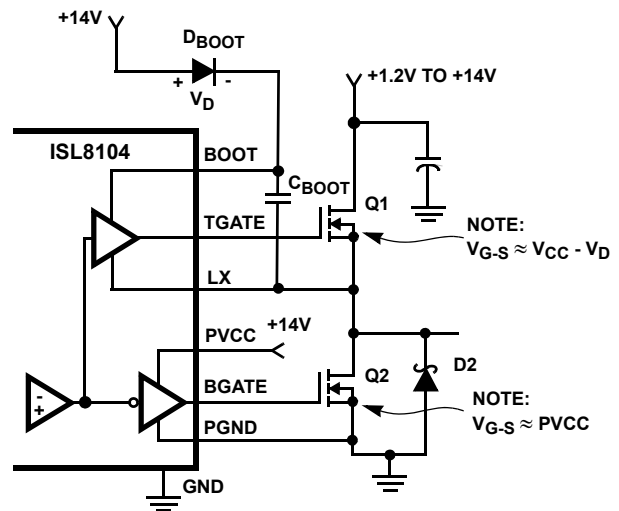 +14V
DBOOT
+ -
VD
+1.2V TO +14V
ISL8104
BOOT
CBOOT
Q1
TGATE
NOTE:
VG-S ≈ VCC - VD
LX
PVCC
+14V
Q2
D2
BGATE
NOTE:
VG-S ≈ PVCC
-
+
PGND
GND